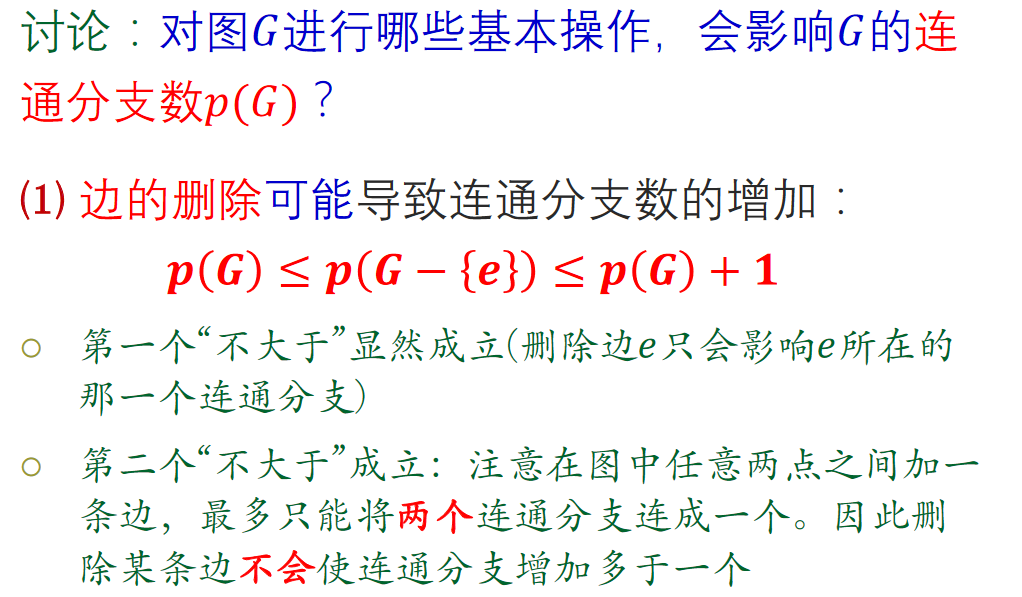 讨论：对图G进行哪些基本操作，会影响G的连
通分支数p(G)？
(1) 边的删除可能导致连通分支数的增加：
p(G) ≤ p(G − {e}) ≤ p(G) + 1
○ 第一个“不大于”显然成立(删除边e只会影响e所在的
那一个连通分支)
○ 第二个“不大于”成立：注意在图中任意两点之间加一
条边，最多只能将两个连通分支连成一个。因此删
除某条边不会使连通分支增加多于一个